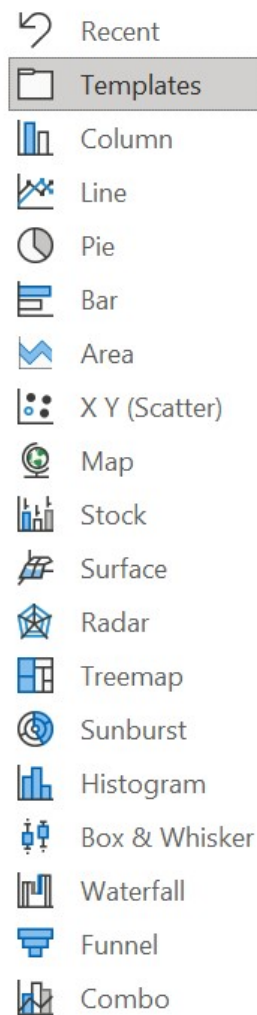 Recent
Templates
Column
Line
Pie
Bar
Area
X Y (Scatter)
Map
Stock
Surface
Radar
Treemap
Sunburst
Histogram
Box & Whisker
Waterfall
Funnel
Combo